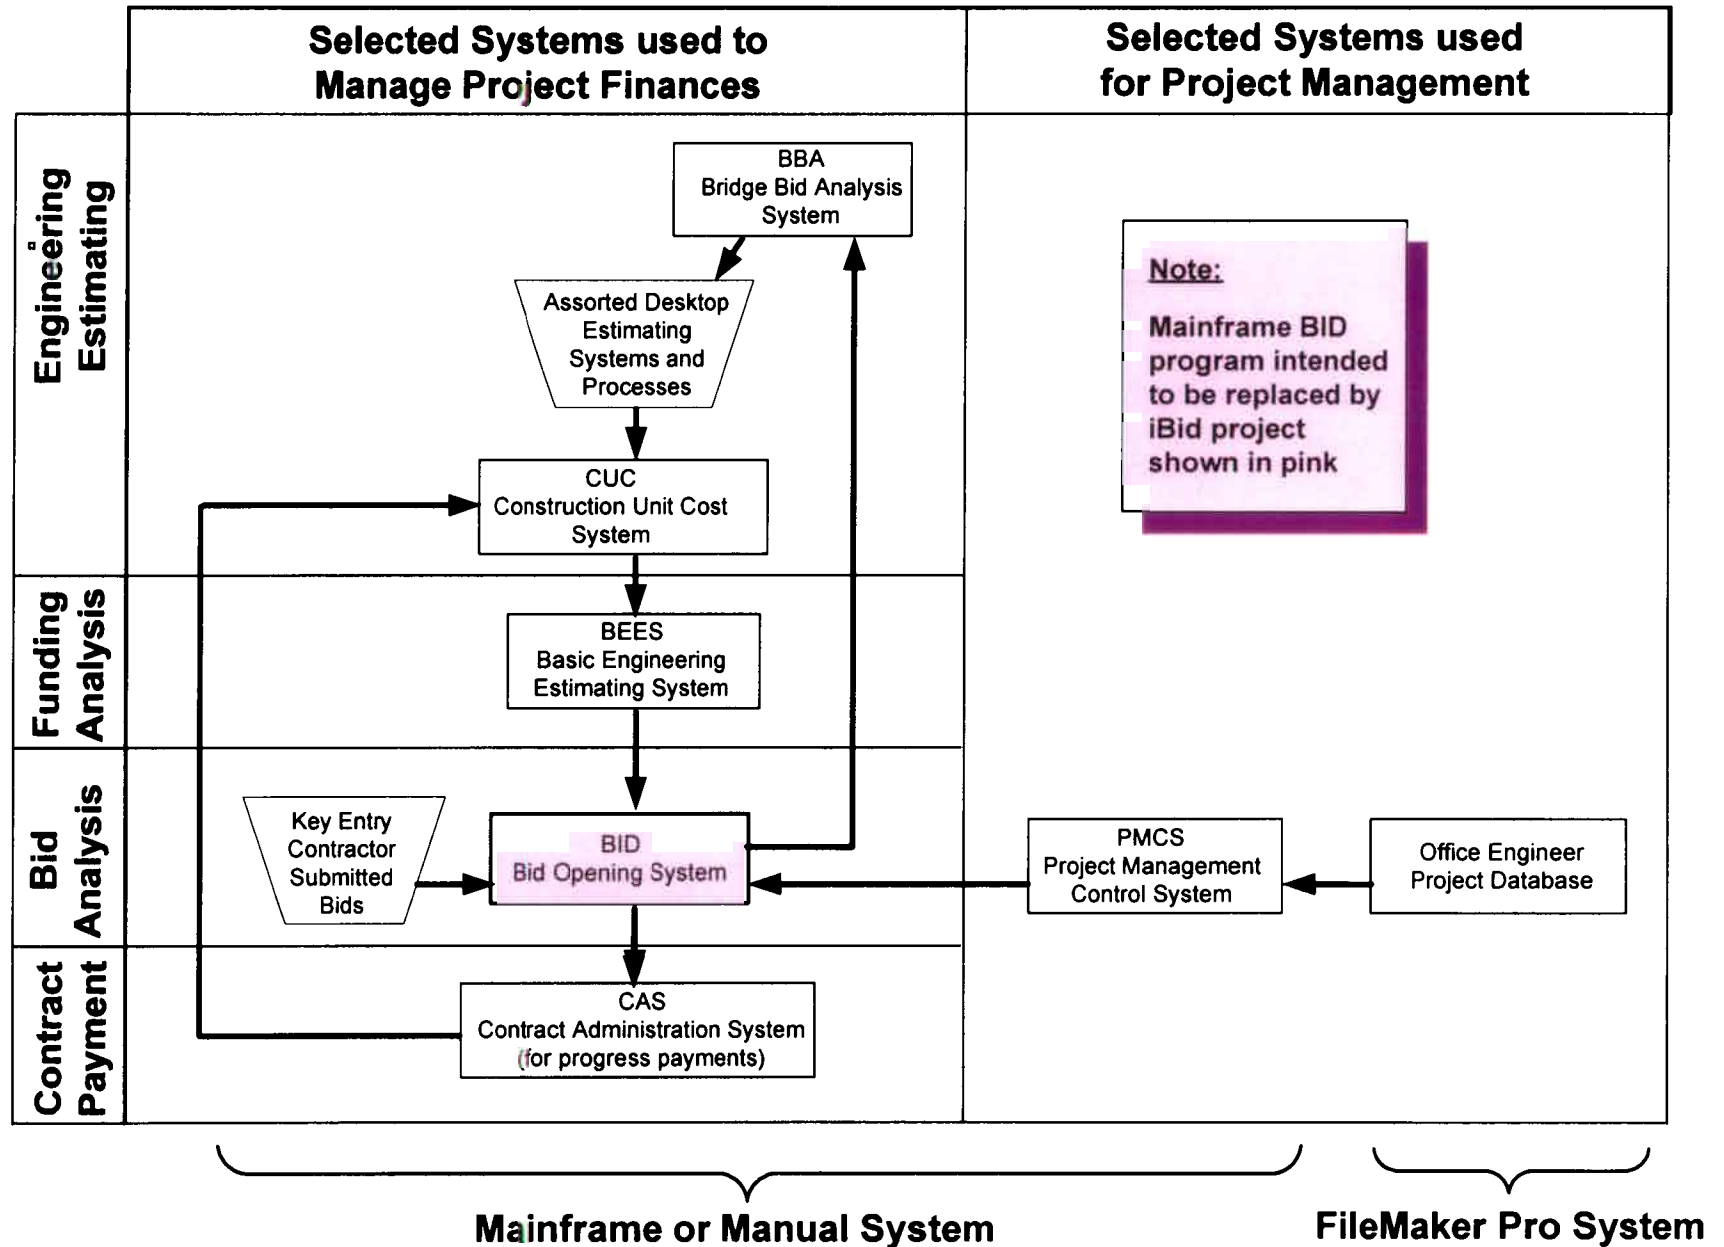 Selected Systems used to
Manage Project Finances
Selected Systems used
for Project Management
Engineering
Estimating
BBA
Bridge Bid Analysis
System
Assorted Desktop
Estimating
Systems and
Processes
CUC
Construction Unit Cost
System
Note:
Mainframe BID
program intended
to be replaced by
iBid project
shown in pink
Funding
Analysis
BEES
Basic Engineering
Estimating System
Bid
Analysis
Key Entry
Contractor
Submitted
Bids
BID
Bid Opening System
PMCS
Project Management
Control System
Office Engineer
Project Database
Contract
Payment
CAS
Contract Administration System
(for progress payments)
Mainframe or Manual System
FileMaker Pro System